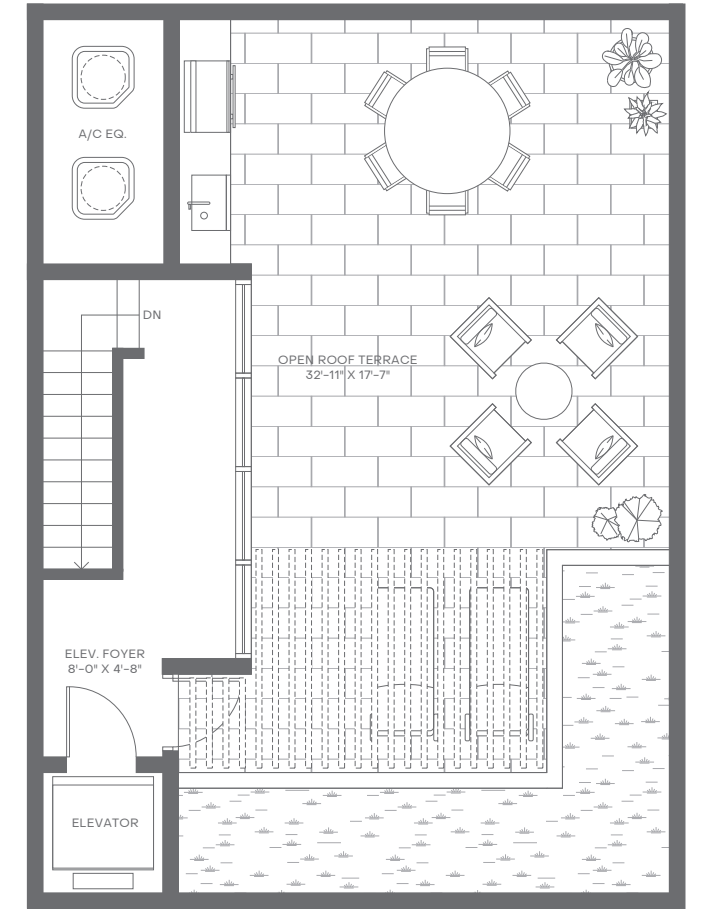 A/C EQ.
DN
OPEN ROOF TERRACE
32'-11" X 17'-7"
ELEV. FOYER
8'-0" X 4'-8"
ELEVATOR